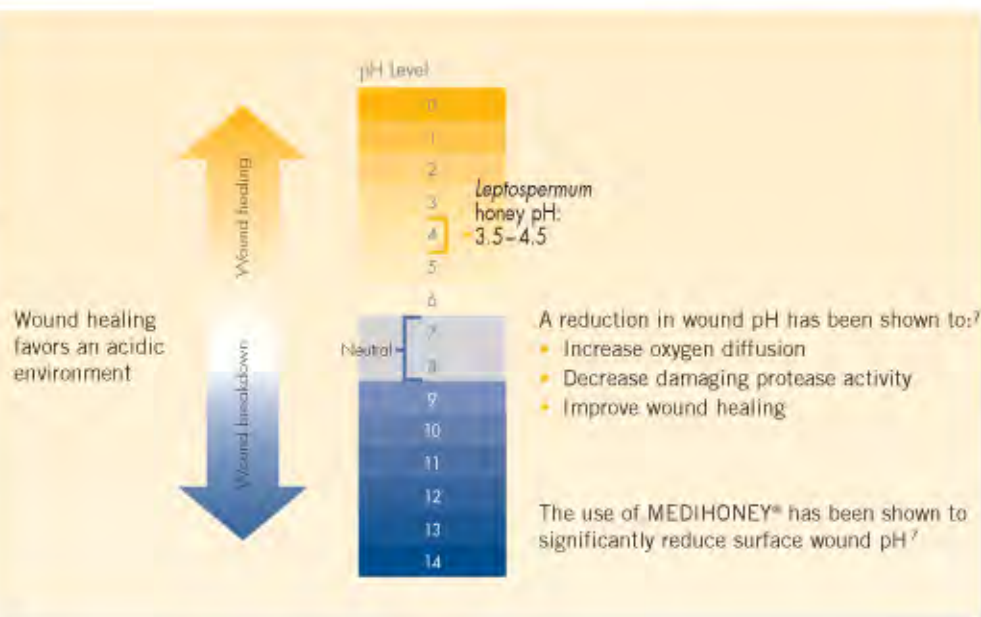 pH Level
0
1
2
3
4
5
6
7
8
9
10
11
12
13
14
Wound healing
Wound breakdown
Leptospermum
honey pH:
3.5–4.5
Neutral
Wound healing
favors an acidic
environment
A reduction in wound pH has been shown to:7
• Increase oxygen diffusion
• Decrease damaging protease activity
• Improve wound healing
The use of MEDIHONEY® has been shown to
significantly reduce surface wound pH7